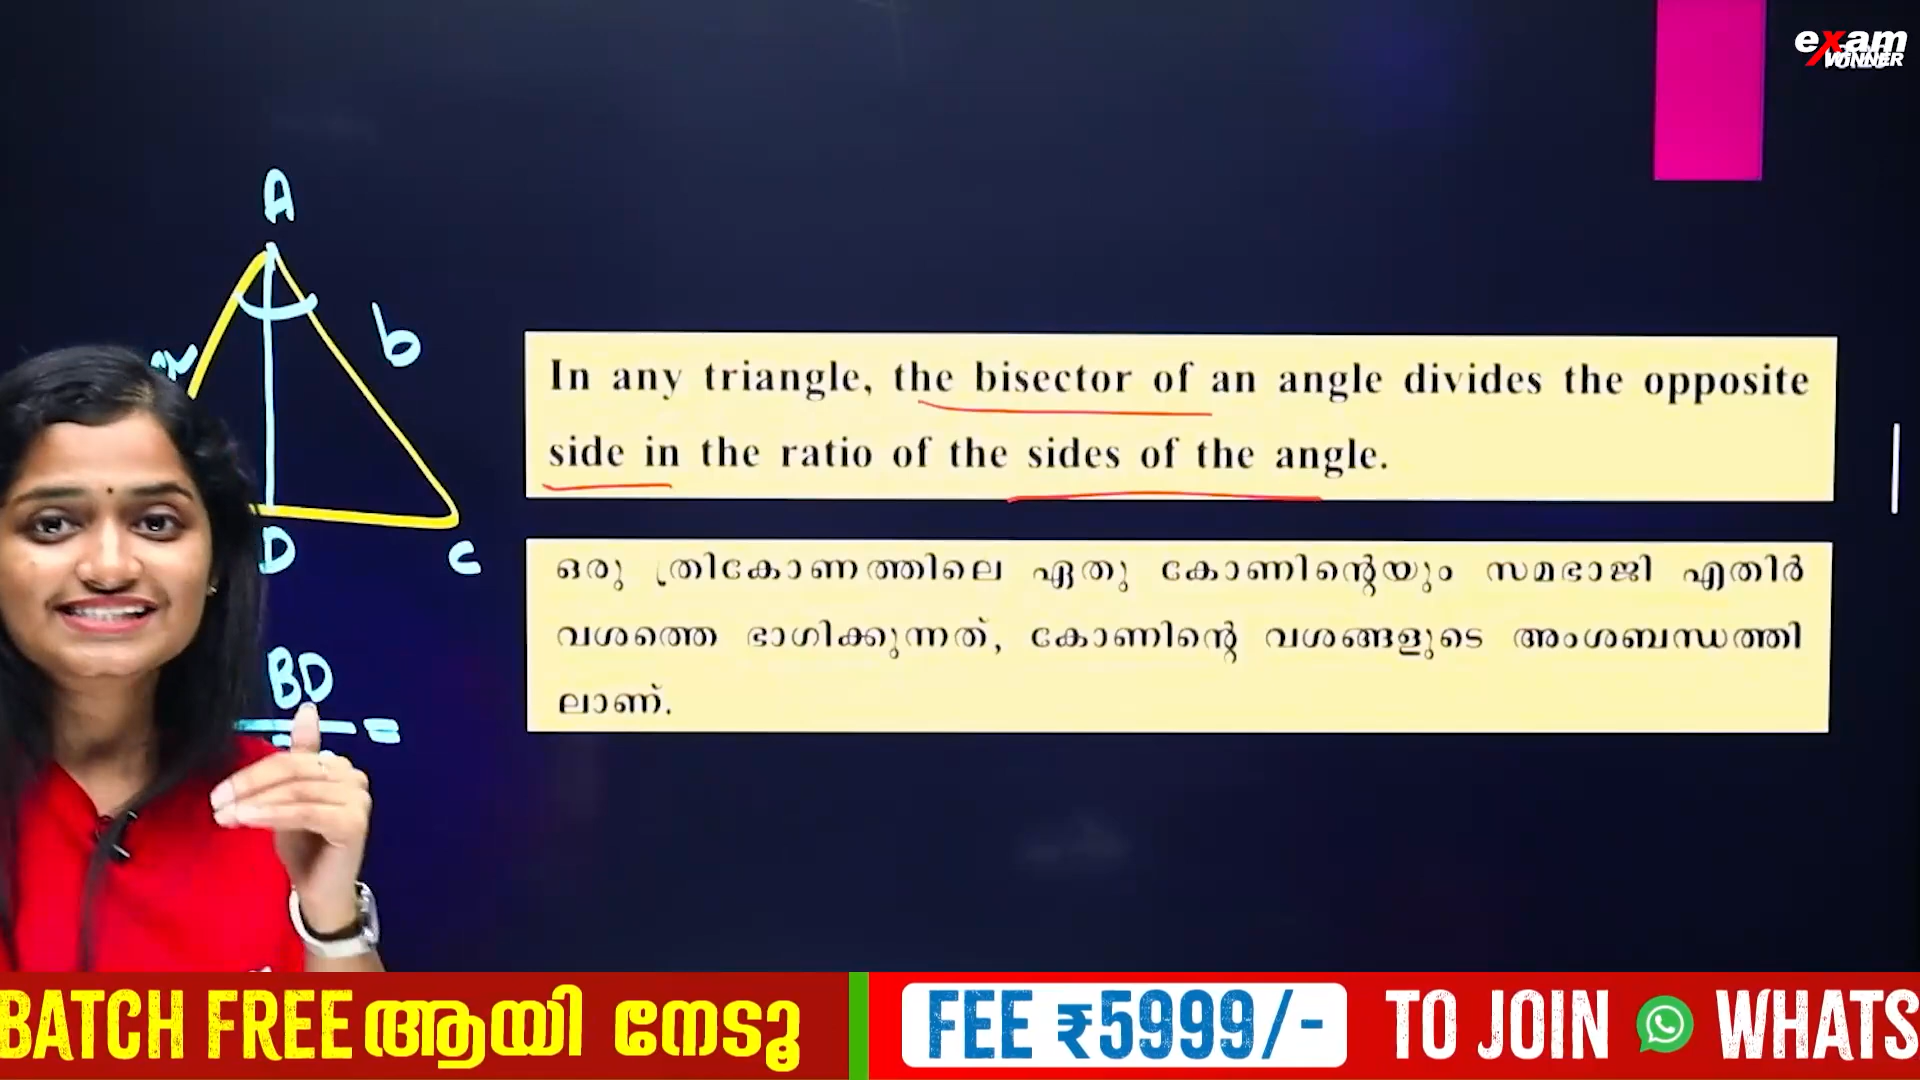 exam
WINNER
A
b
In any triangle, the bisector of an angle divides the opposite
side in the ratio of the sides of the angle.
D
C
ഒരു ത്രികോണത്തിലെ ഏതു കോണിന്റെയും സമഭാജി എതിർ
വശത്തെ ഭാഗിക്കുന്നത്, കോണിന്റെ വശങ്ങളുടെ അംശബന്ധത്തി
ലാണ്.
BD
=
BATCH FREE ആയി നേടൂ
FEE ₹5999/-
TO JOIN WHATS